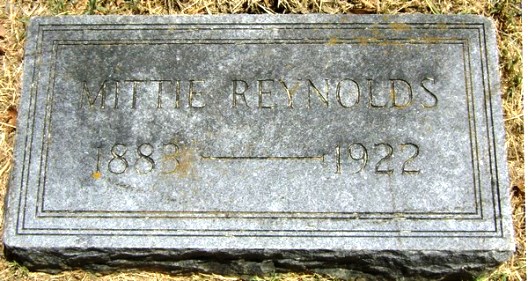 MITTIE REYNOLDS
1883 — 1922